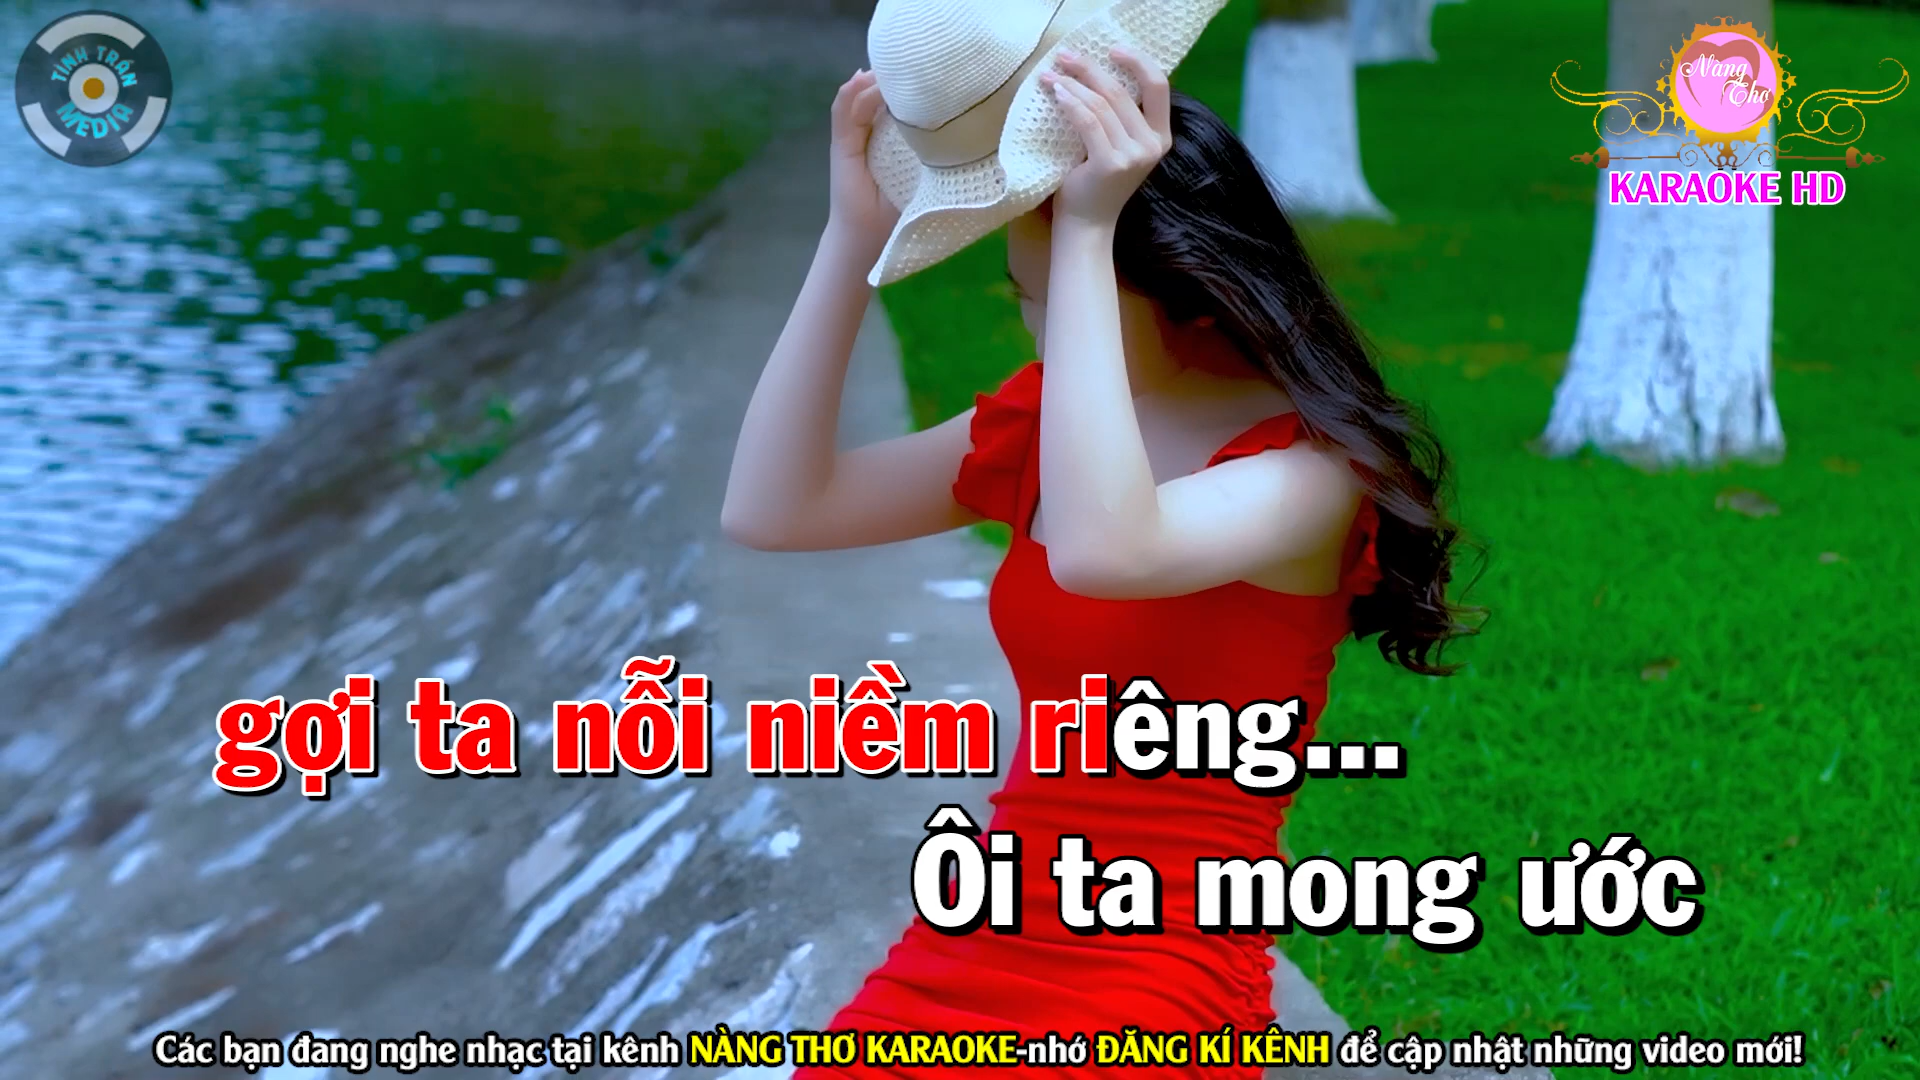 TÌNH TRẦN
MEDIA
Nàng
Thơ
KARAOKE HD
gợi ta nỗi niềm riêng...
Ôi ta mong ước
Các bạn đang nghe nhạc tại kênh NÀNG THƠ KARAOKE-nhớ ĐĂNG KÍ KÊNH để cập nhật những video mới!